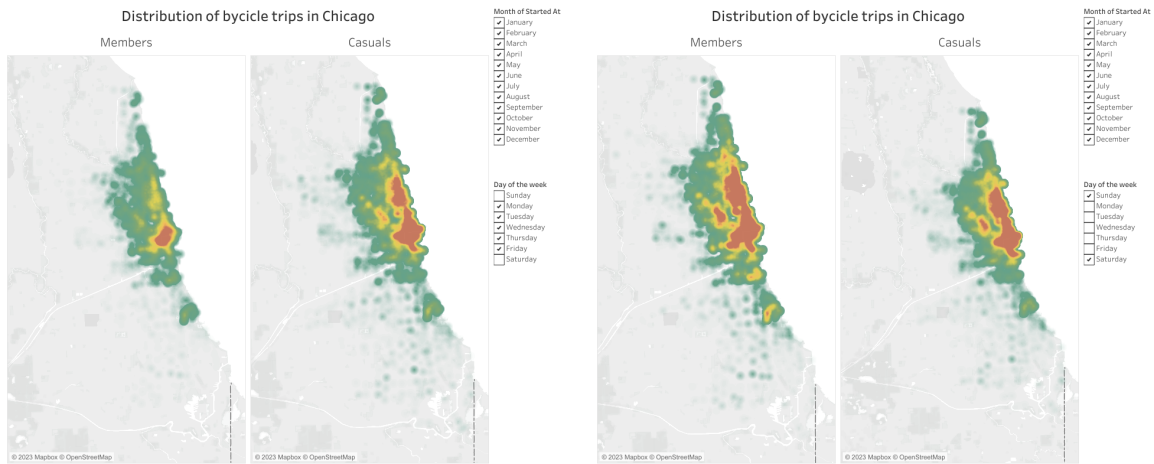 Distribution of bycicle trips in Chicago
Members
Casuals
© 2023 Mapbox © OpenStreetMap
© 2023 Mapbox © OpenStreetMap
Month of Started At
January
February
March
April
May
June
July
August
September
October
November
December
Day of the week
Sunday
Monday
Tuesday
Wednesday
Thursday
Friday
Saturday
Distribution of bycicle trips in Chicago
Members
Casuals
© 2023 Mapbox © OpenStreetMap
© 2023 Mapbox © OpenStreetMap
Month of Started At
January
February
March
April
May
June
July
August
September
October
November
December
Day of the week
Sunday
Monday
Tuesday
Wednesday
Thursday
Friday
Saturday